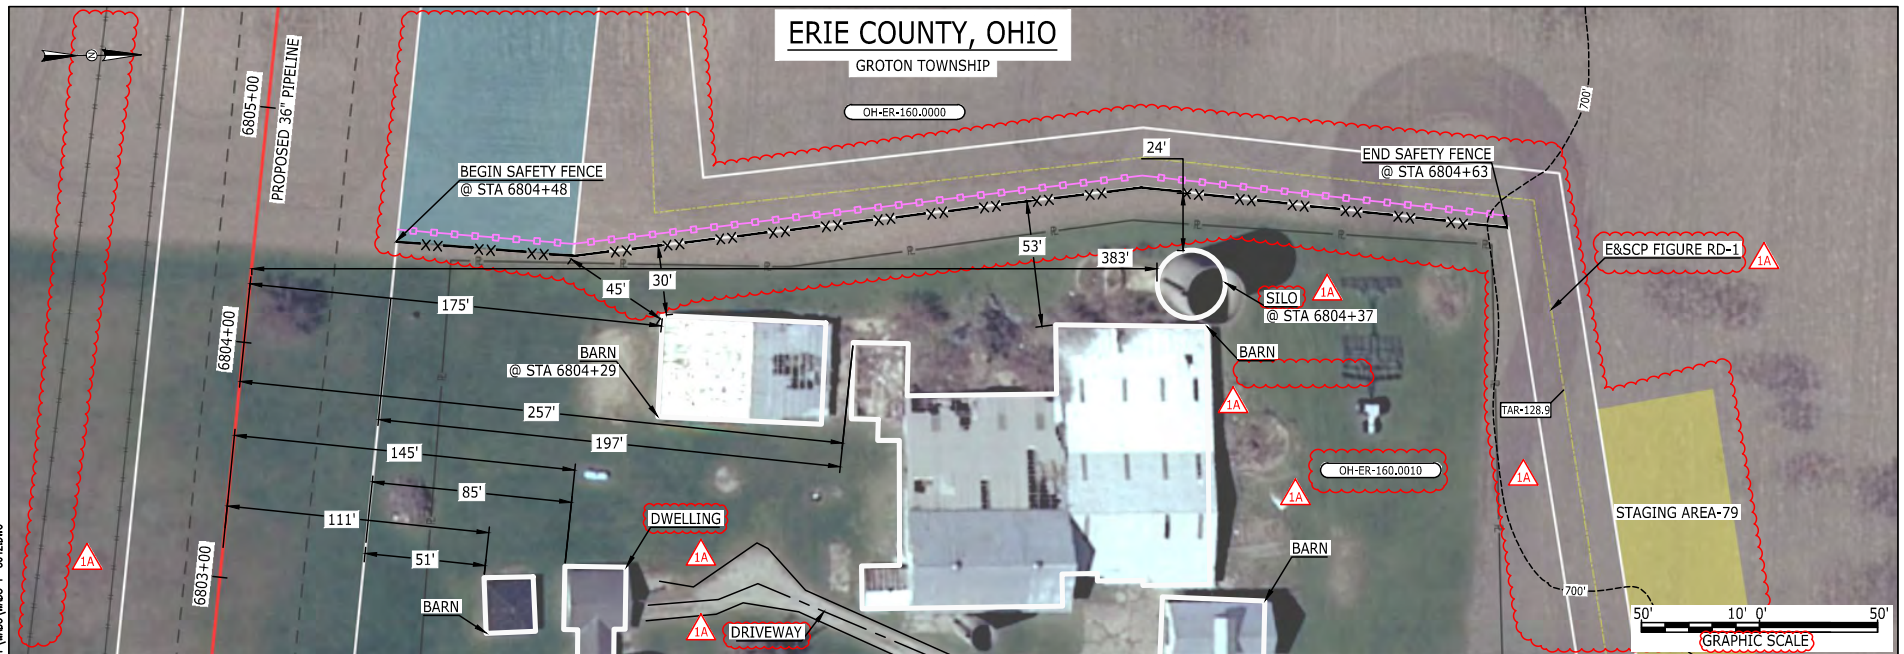 ERIE COUNTY, OHIO
GROTON TOWNSHIP
N
6805+00
PROPOSED 36" PIPELINE
OH-ER-160.0000
700'
24'
BEGIN SAFETY FENCE
@ STA 6804+48
END SAFETY FENCE
@ STA 6804+63
E&SCP FIGURE RD-1
1A
53'
383'
30'
45'
175'
SILO
@ STA 6804+37
1A
6804+00
BARN
@ STA 6804+29
BARN
1A
257'
197'
TAR-128.9
145'
85'
OH-ER-160.0010
1A
1A
111'
DWELLING
STAGING AREA-79
51'
1A
1A
BARN
6803+00
BARN
700'
1A
DRIVEWAY
50'
10'
0'
50'
GRAPHIC SCALE